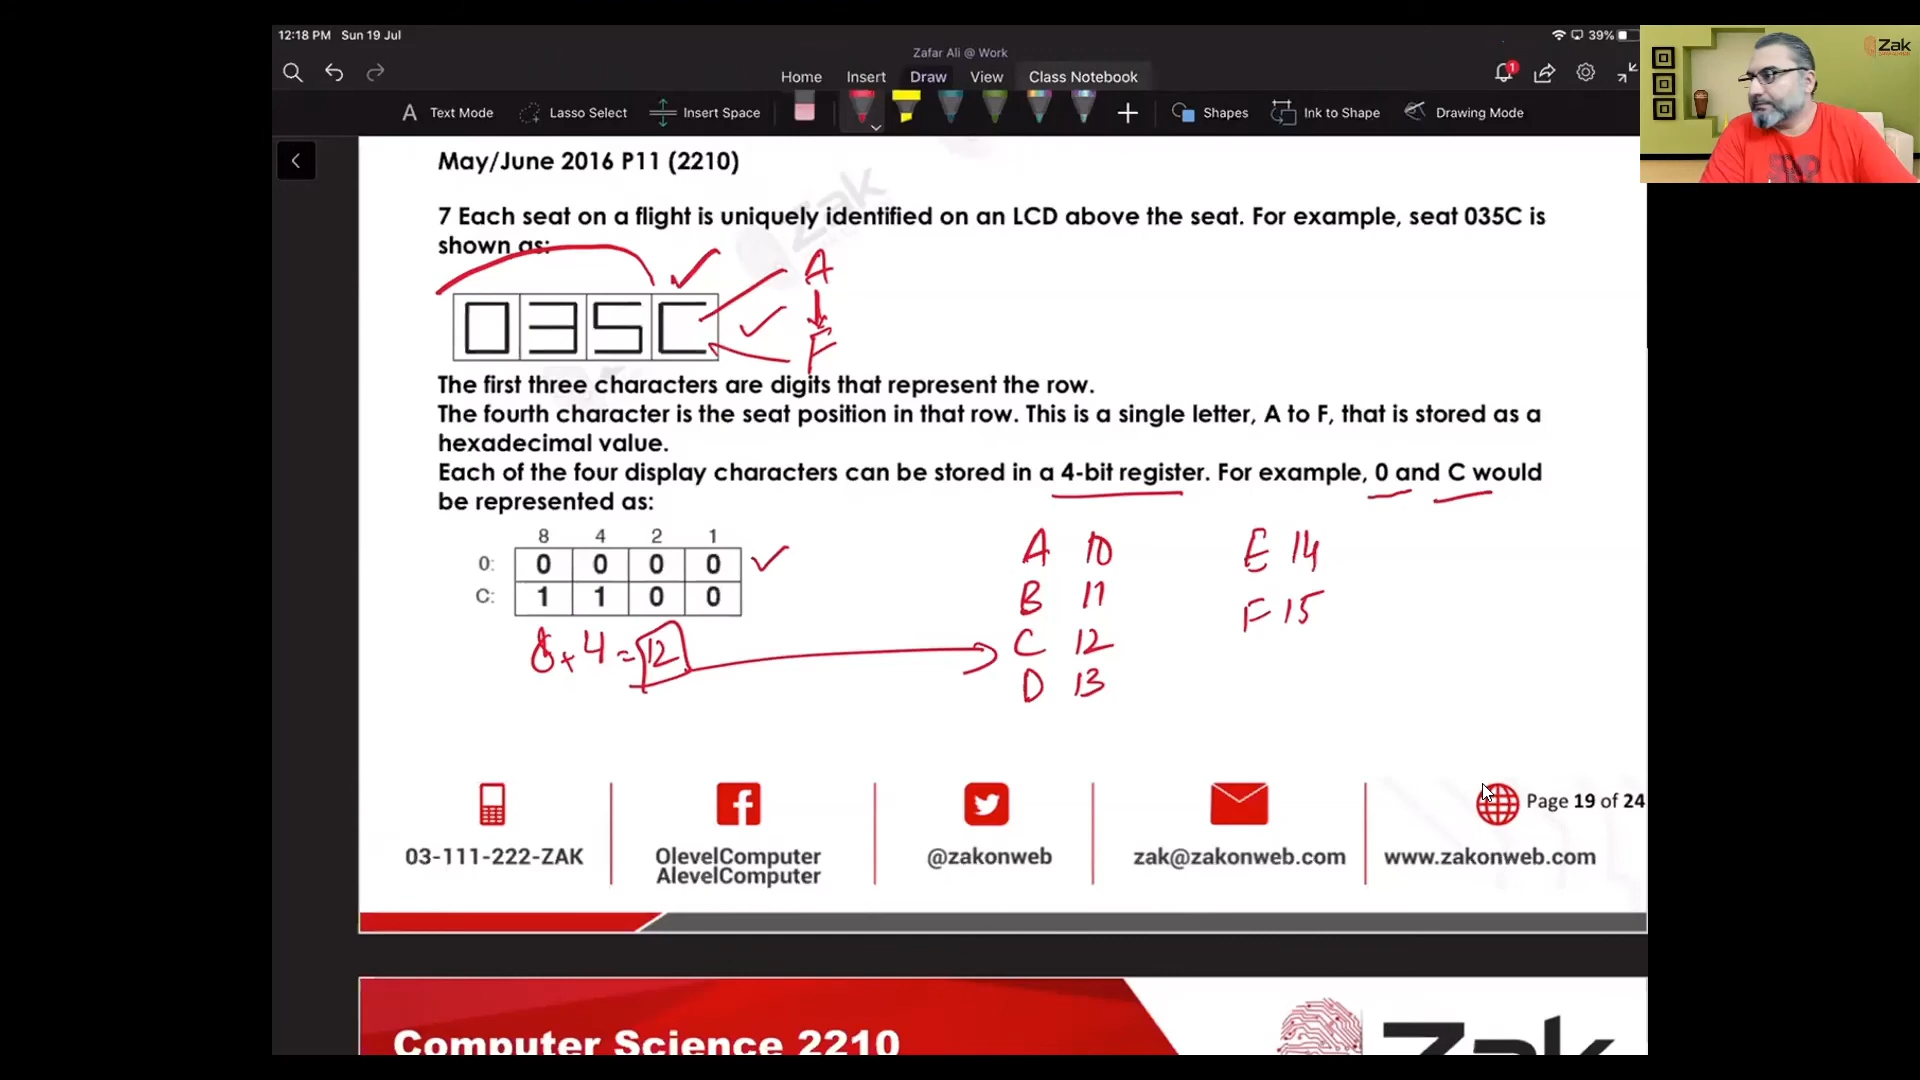 12:18 PM Sun 19 Jul
39%
Zafar Ali @ Work
Zak
Home Insert Draw View Class Notebook
1
A Text Mode Lasso Select Insert Space Shapes Ink to Shape Drawing Mode
May/June 2016 P11 (2210)
Zak
7 Each seat on a flight is uniquely identified on an LCD above the seat. For example, seat 035C is
shown as:
A
035C
F
The first three characters are digits that represent the row.
The fourth character is the seat position in that row. This is a single letter, A to F, that is stored as a
hexadecimal value.
Each of the four display characters can be stored in a 4-bit register. For example, 0 and C would
be represented as:
8 4 2 1
0: 0 0 0 0
C: 1 1 0 0
8+4=12
A 10
B 11
C 12
D 13
E 14
F 15
Page 19 of 24
03-111-222-ZAK
OlevelComputer
AlevelComputer
@zakonweb
zak@zakonweb.com
www.zakonweb.com
Computer Science 2210
Zak